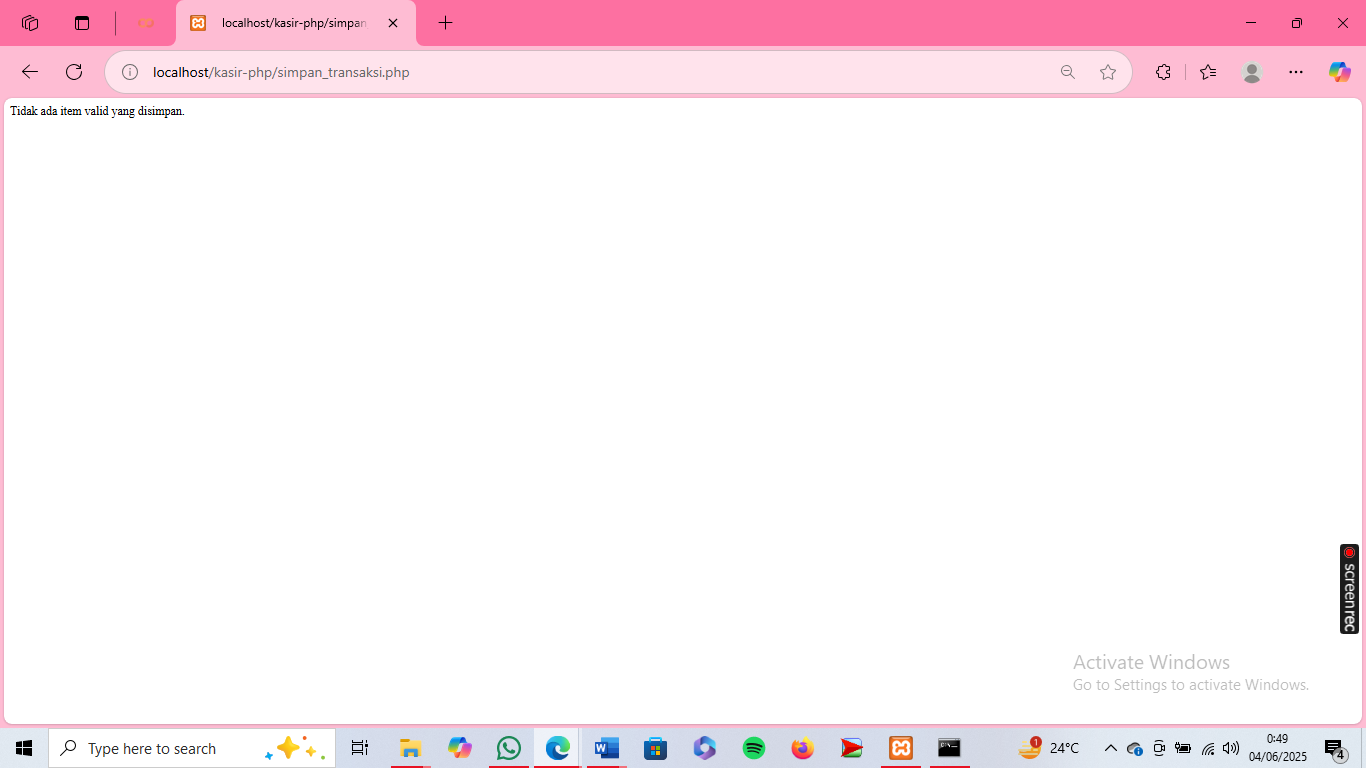 localhost/kasir-php/simpan
localhost/kasir-php/simpan_transaksi.php
Tidak ada item valid yang disimpan.
screenrec
Activate Windows
Go to Settings to activate Windows.
Type here to search
1
24°C
0:49
04/06/2025
4